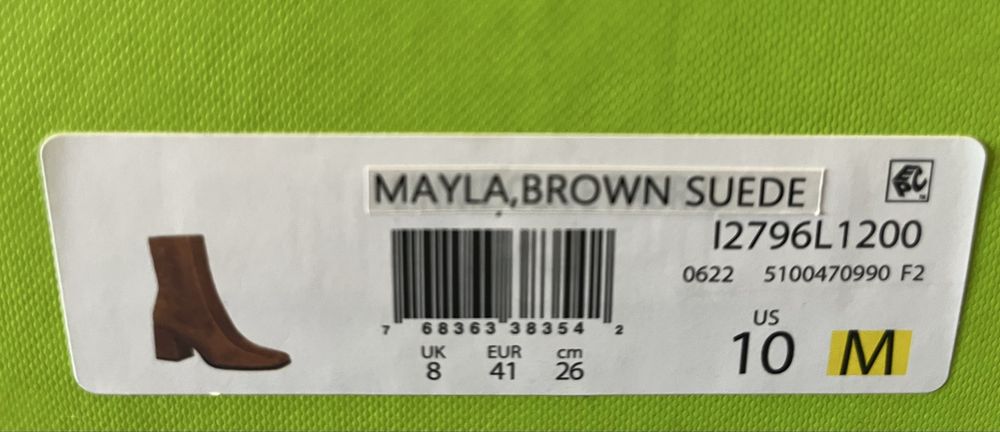 MAYLA,BROWN SUEDE
I2796L1200
0622 5100470990 F2
7 68363 38354 2
UK EUR cm
8 41 26
US
10 M